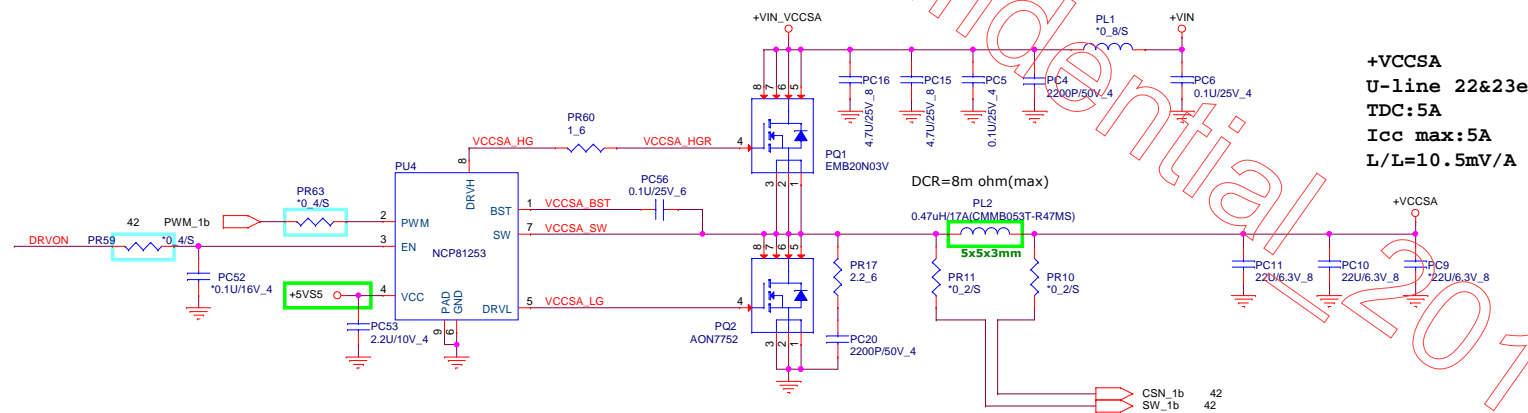 +VIN_VCCSA
PL1
*0_8/S
+VIN
+VCCSA
U-line 22&23e
TDC:5A
Icc max:5A
L/L=10.5mV/A
PC16
4.7U/25V_8
PC15
4.7U/25V_8
PC5
0.1U/25V_4
PC4
2200P/50V_4
PC6
0.1U/25V_4
8
7
6
5
PR60
1_6
VCCSA_HG
VCCSA_HGR
4
PQ1
EMB20N03V
3
2
1
PU4
8
DRVH
PC56
0.1U/25V_6
DCR=8m ohm(max)
PL2
0.47uH/17A(CMMB053T-R47MS)
5x5x3mm
+VCCSA
PR63
*0_4/S
42
PWM_1b
2
PWM
BST
1
VCCSA_BST
DRVON
PR59
*0_4/S
3
EN
SW
7
VCCSA_SW
NCP81253
PC52
*0.1U/16V_4
+5VS5
4
VCC
DRVL
5
VCCSA_LG
PAD
GND
9
6
PC53
2.2U/10V_4
8
7
6
5
4
PQ2
AON7752
3
2
1
PR17
2.2_6
PC20
2200P/50V_4
PR11
*0_2/S
PR10
*0_2/S
PC11
22U/6.3V_8
PC10
22U/6.3V_8
PC9
*22U/6.3V_8
CSN_1b 42
SW_1b 42
ndential
201